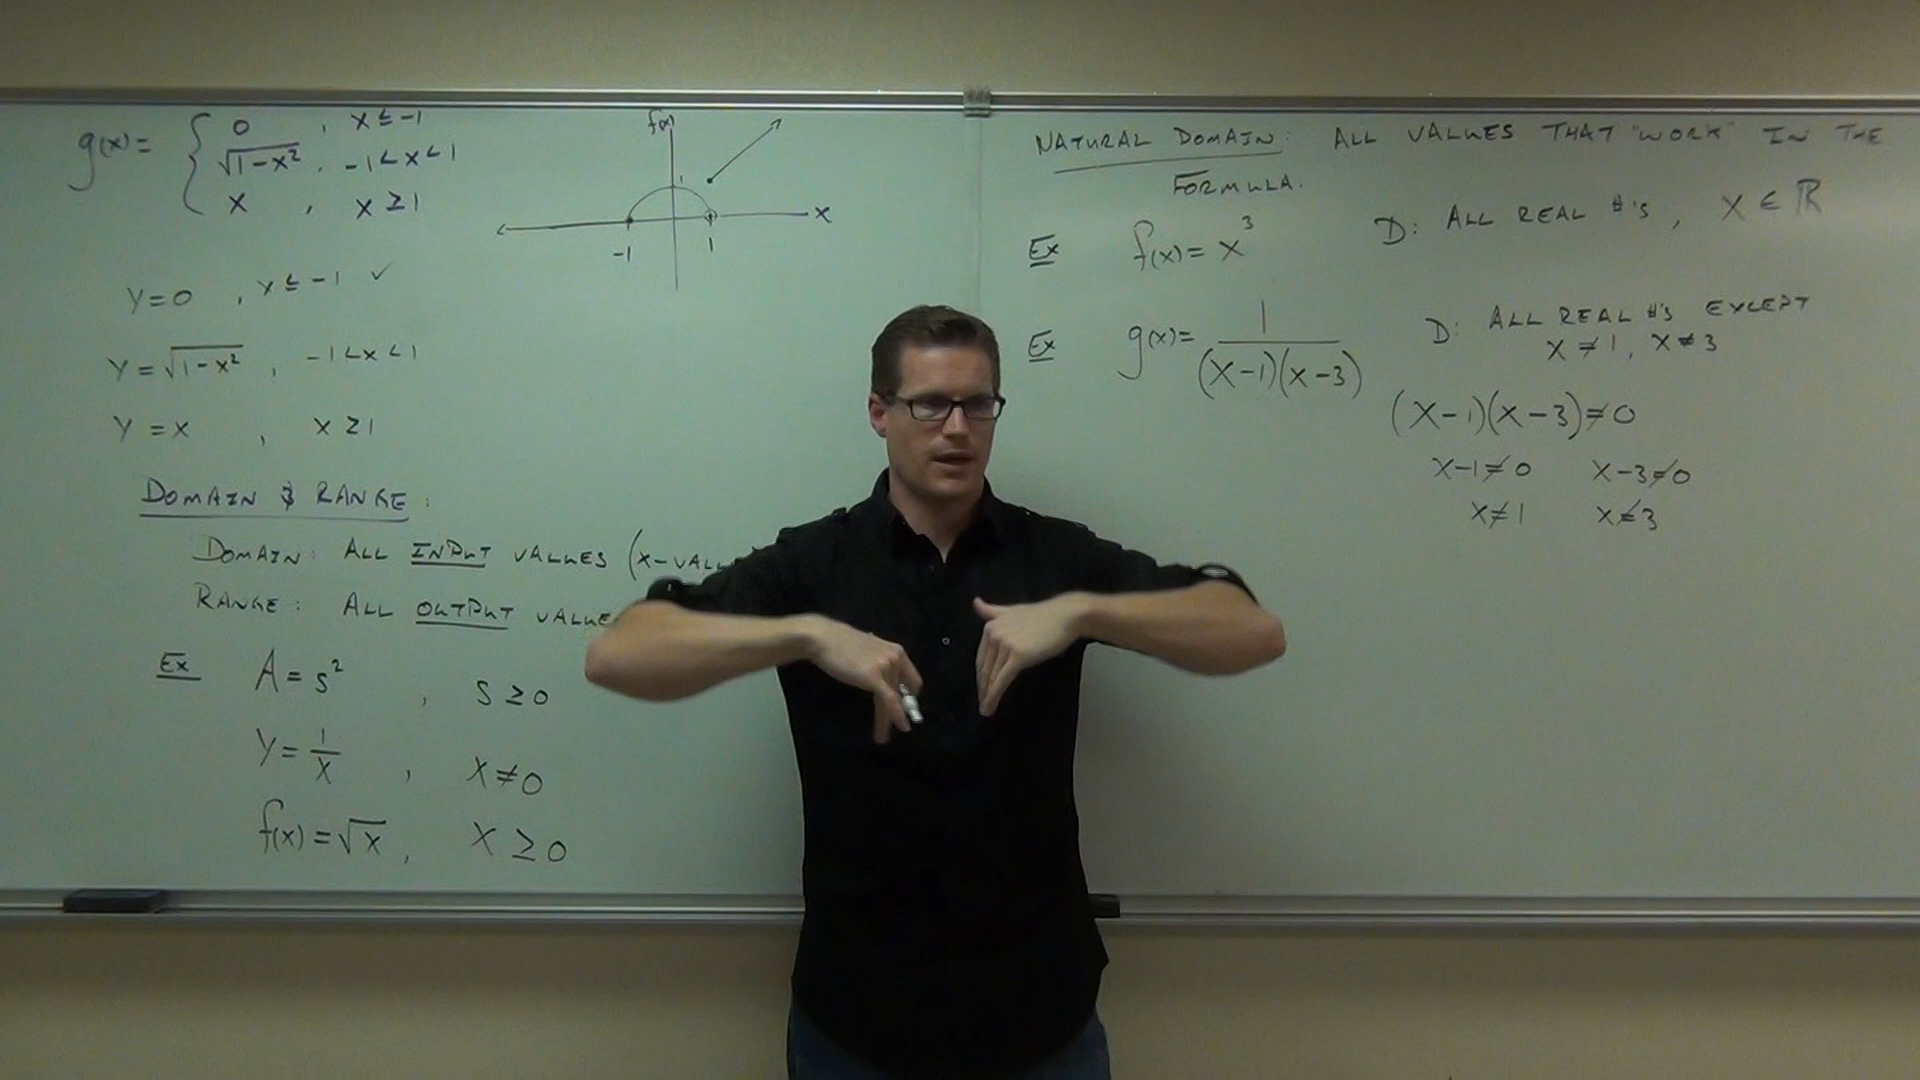 g(x) = { 0 , x ≤ -1
√(1-x²) , -1 < x < 1
x , x ≥ 1
f(x)
1
x
-1
1
y = 0 , x ≤ -1 ✓
y = √(1-x²) , -1 < x < 1
y = x , x ≥ 1
DOMAIN & RANGE:
DOMAIN: ALL INPUT VALUES (X-VAL
RANGE: ALL OUTPUT VALUE
Ex A = s² , s ≥ 0
y = 1/x , x ≠ 0
f(x) = √x , x ≥ 0
NATURAL DOMAIN: ALL VALUES THAT "WORK" IN THE
FORMULA.
Ex f(x) = x³ D: ALL REAL #'s , x ∈ ℝ
Ex g(x) = 1/((x-1)(x-3)) D: ALL REAL #'s EXCEPT
x ≠ 1, x ≠ 3
(x-1)(x-3) ≠ 0
x-1 ≠ 0 x-3 ≠ 0
x ≠ 1 x ≠ 3